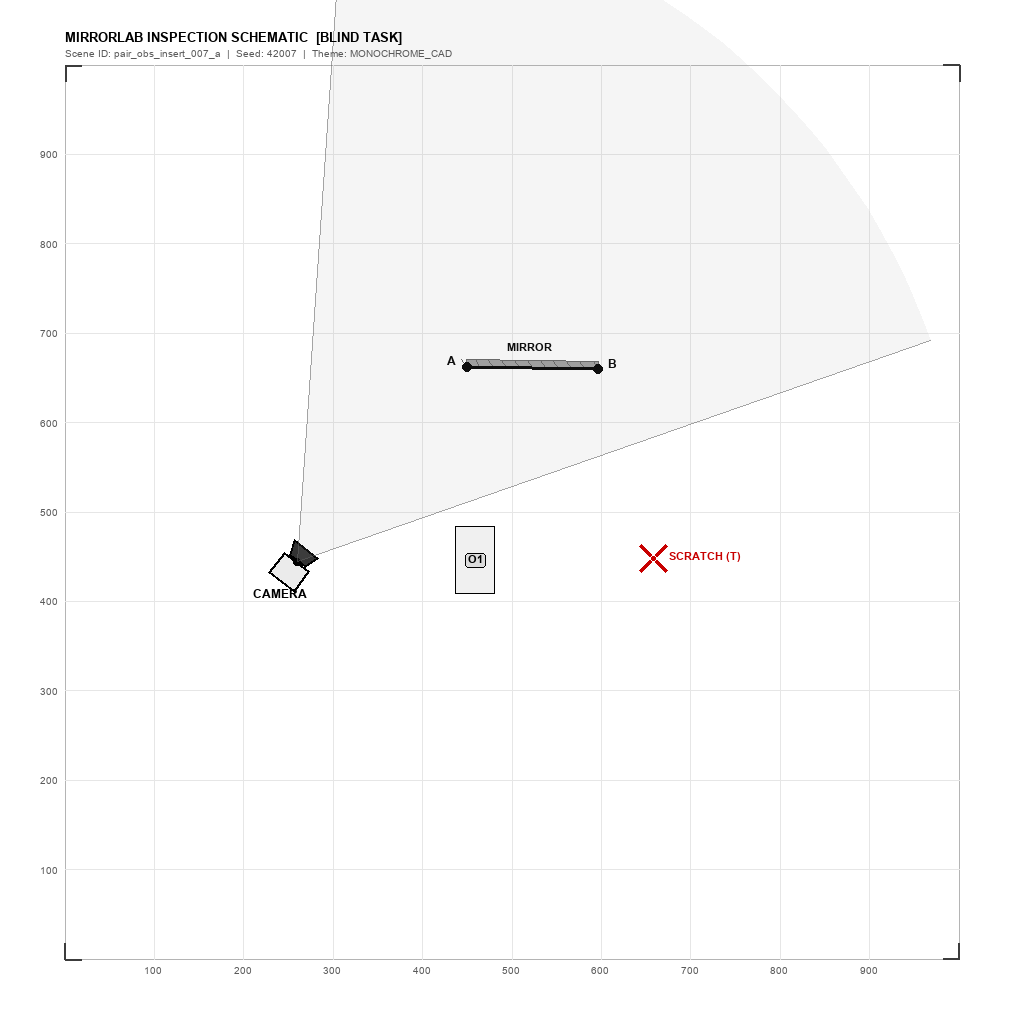 MIRRORLAB INSPECTION SCHEMATIC [BLIND TASK]
Scene ID: pair_obs_insert_007_a | Seed: 42007 | Theme: MONOCHROME_CAD
900
800
700
MIRROR
A
B
600
500
O1
SCRATCH (T)
CAMERA
400
300
200
100
100 200 300 400 500 600 700 800 900